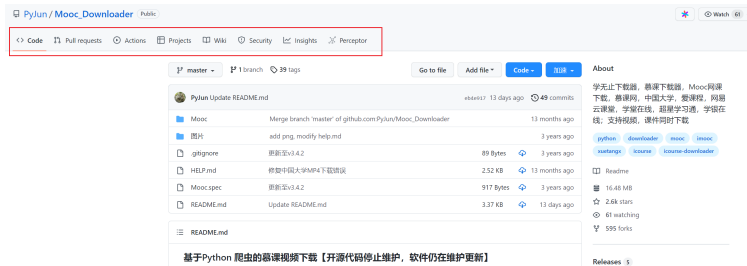 PyJun / Mooc_Downloader Public
Watch 61
Code Pull requests Actions Projects Wiki Security Insights Perceptor
master 1 branch 39 tags Go to file Add file Code 加速
About
学无止下载器，慕课下载器，Mooc网课
下载，慕课网，中国大学，爱课程，网易
云课堂，学堂在线，超星学习通，学银在
线；支持视频，课件同时下载
python downloader mooc imooc
xuetangx icourse icourse-downloader
Readme
16.48 MB
2.6k stars
61 watching
595 forks
Releases 5
PyJun Update README.md 13 days ago 49 commits
Mooc Merge branch 'master' of github.com:PyJun/Mooc_Downloader 13 months ago
图片 add png, modify help.md 3 years ago
.gitignore 更新至v3.4.2 89 Bytes 3 years ago
HELP.md 修复中国大学MP4下载错误 2.52 KB 13 months ago
Mooc.spec 更新至v3.4.2 917 Bytes 3 years ago
README.md Update README.md 3.37 KB 13 days ago
README.md
基于Python 爬虫的慕课视频下载【开源代码停止维护，软件仍在维护更新】